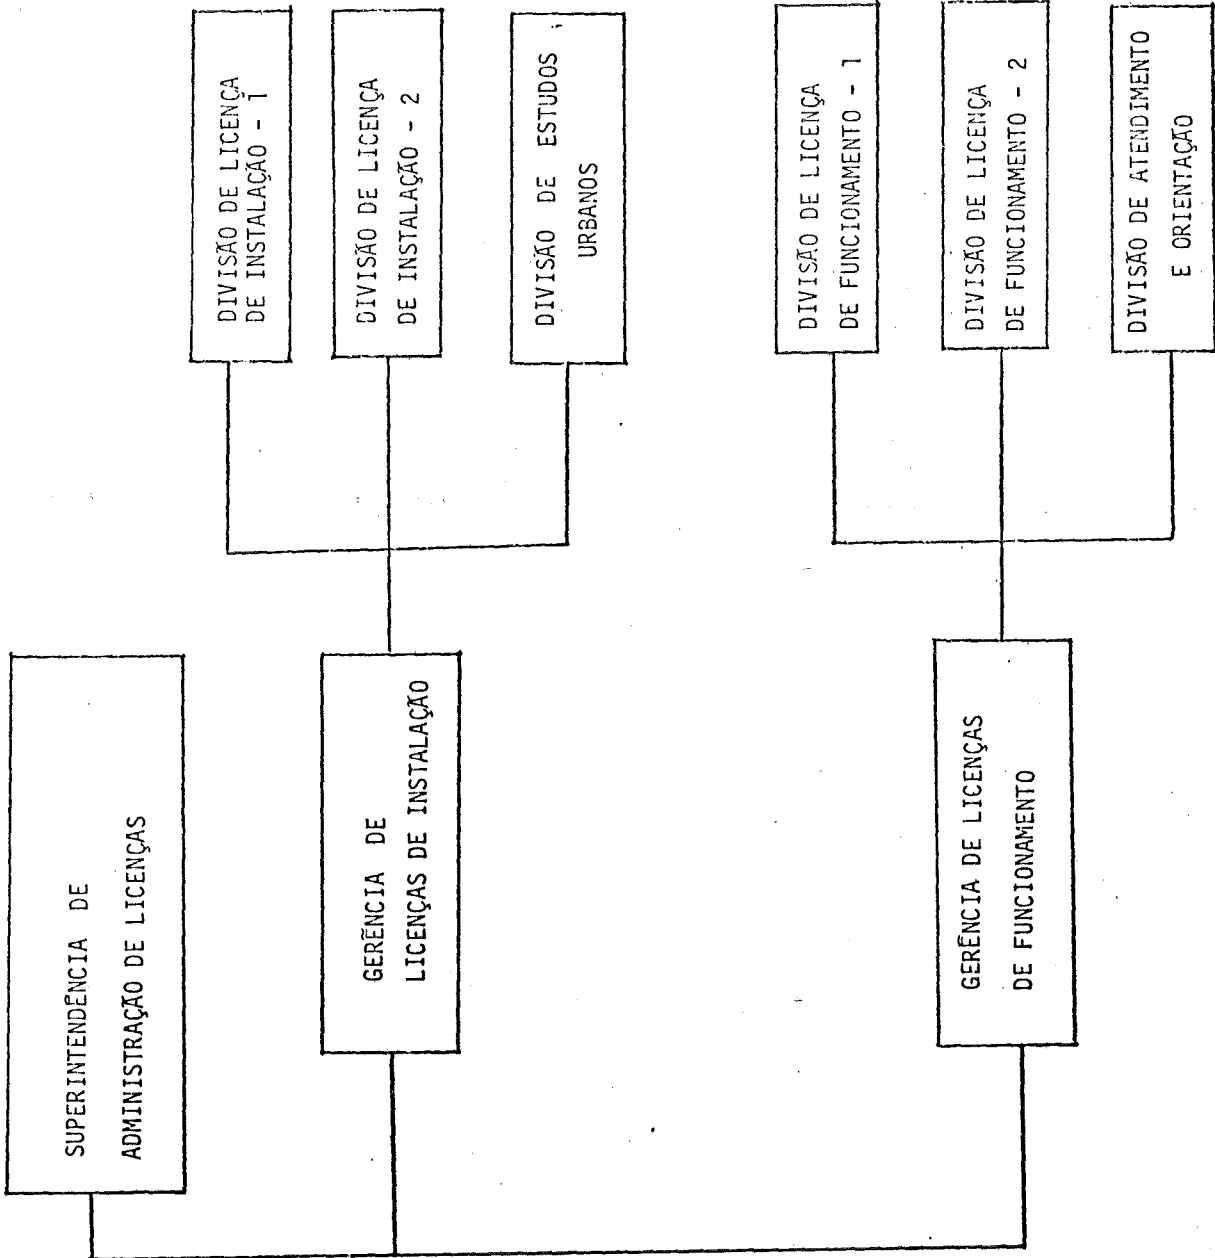 SUPERINTENDÊNCIA DE
ADMINISTRAÇÃO DE LICENÇAS
GERÊNCIA DE
LICENÇAS DE INSTALAÇÃO
DIVISÃO DE LICENÇA
DE INSTALAÇÃO - 1
DIVISÃO DE LICENÇA
DE INSTALAÇÃO - 2
DIVISÃO DE ESTUDOS
URBANOS
GERÊNCIA DE LICENÇAS
DE FUNCIONAMENTO
DIVISÃO DE LICENÇA
DE FUNCIONAMENTO - 1
DIVISÃO DE LICENÇA
DE FUNCIONAMENTO - 2
DIVISÃO DE ATENDIMENTO
E ORIENTAÇÃO